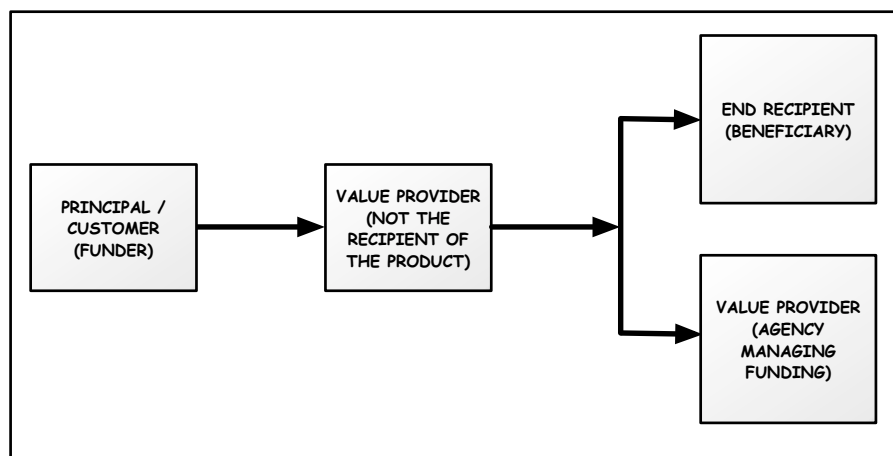 PRINCIPAL /
CUSTOMER
(FUNDER)
VALUE PROVIDER
(NOT THE
RECIPIENT OF
THE PRODUCT)
END RECIPIENT
(BENEFICIARY)
VALUE PROVIDER
(AGENCY
MANAGING
FUNDING)